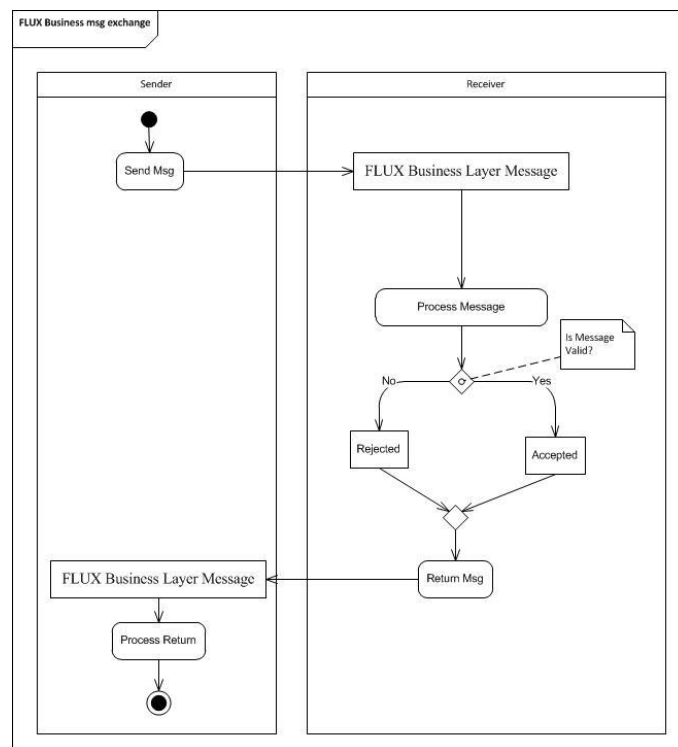 FLUX Business msg exchange
Sender
Receiver
Send Msg
FLUX Business Layer Message
Process Message
Is Message
Valid?
No
Yes
Rejected
Accepted
FLUX Business Layer Message
Return Msg
Process Return